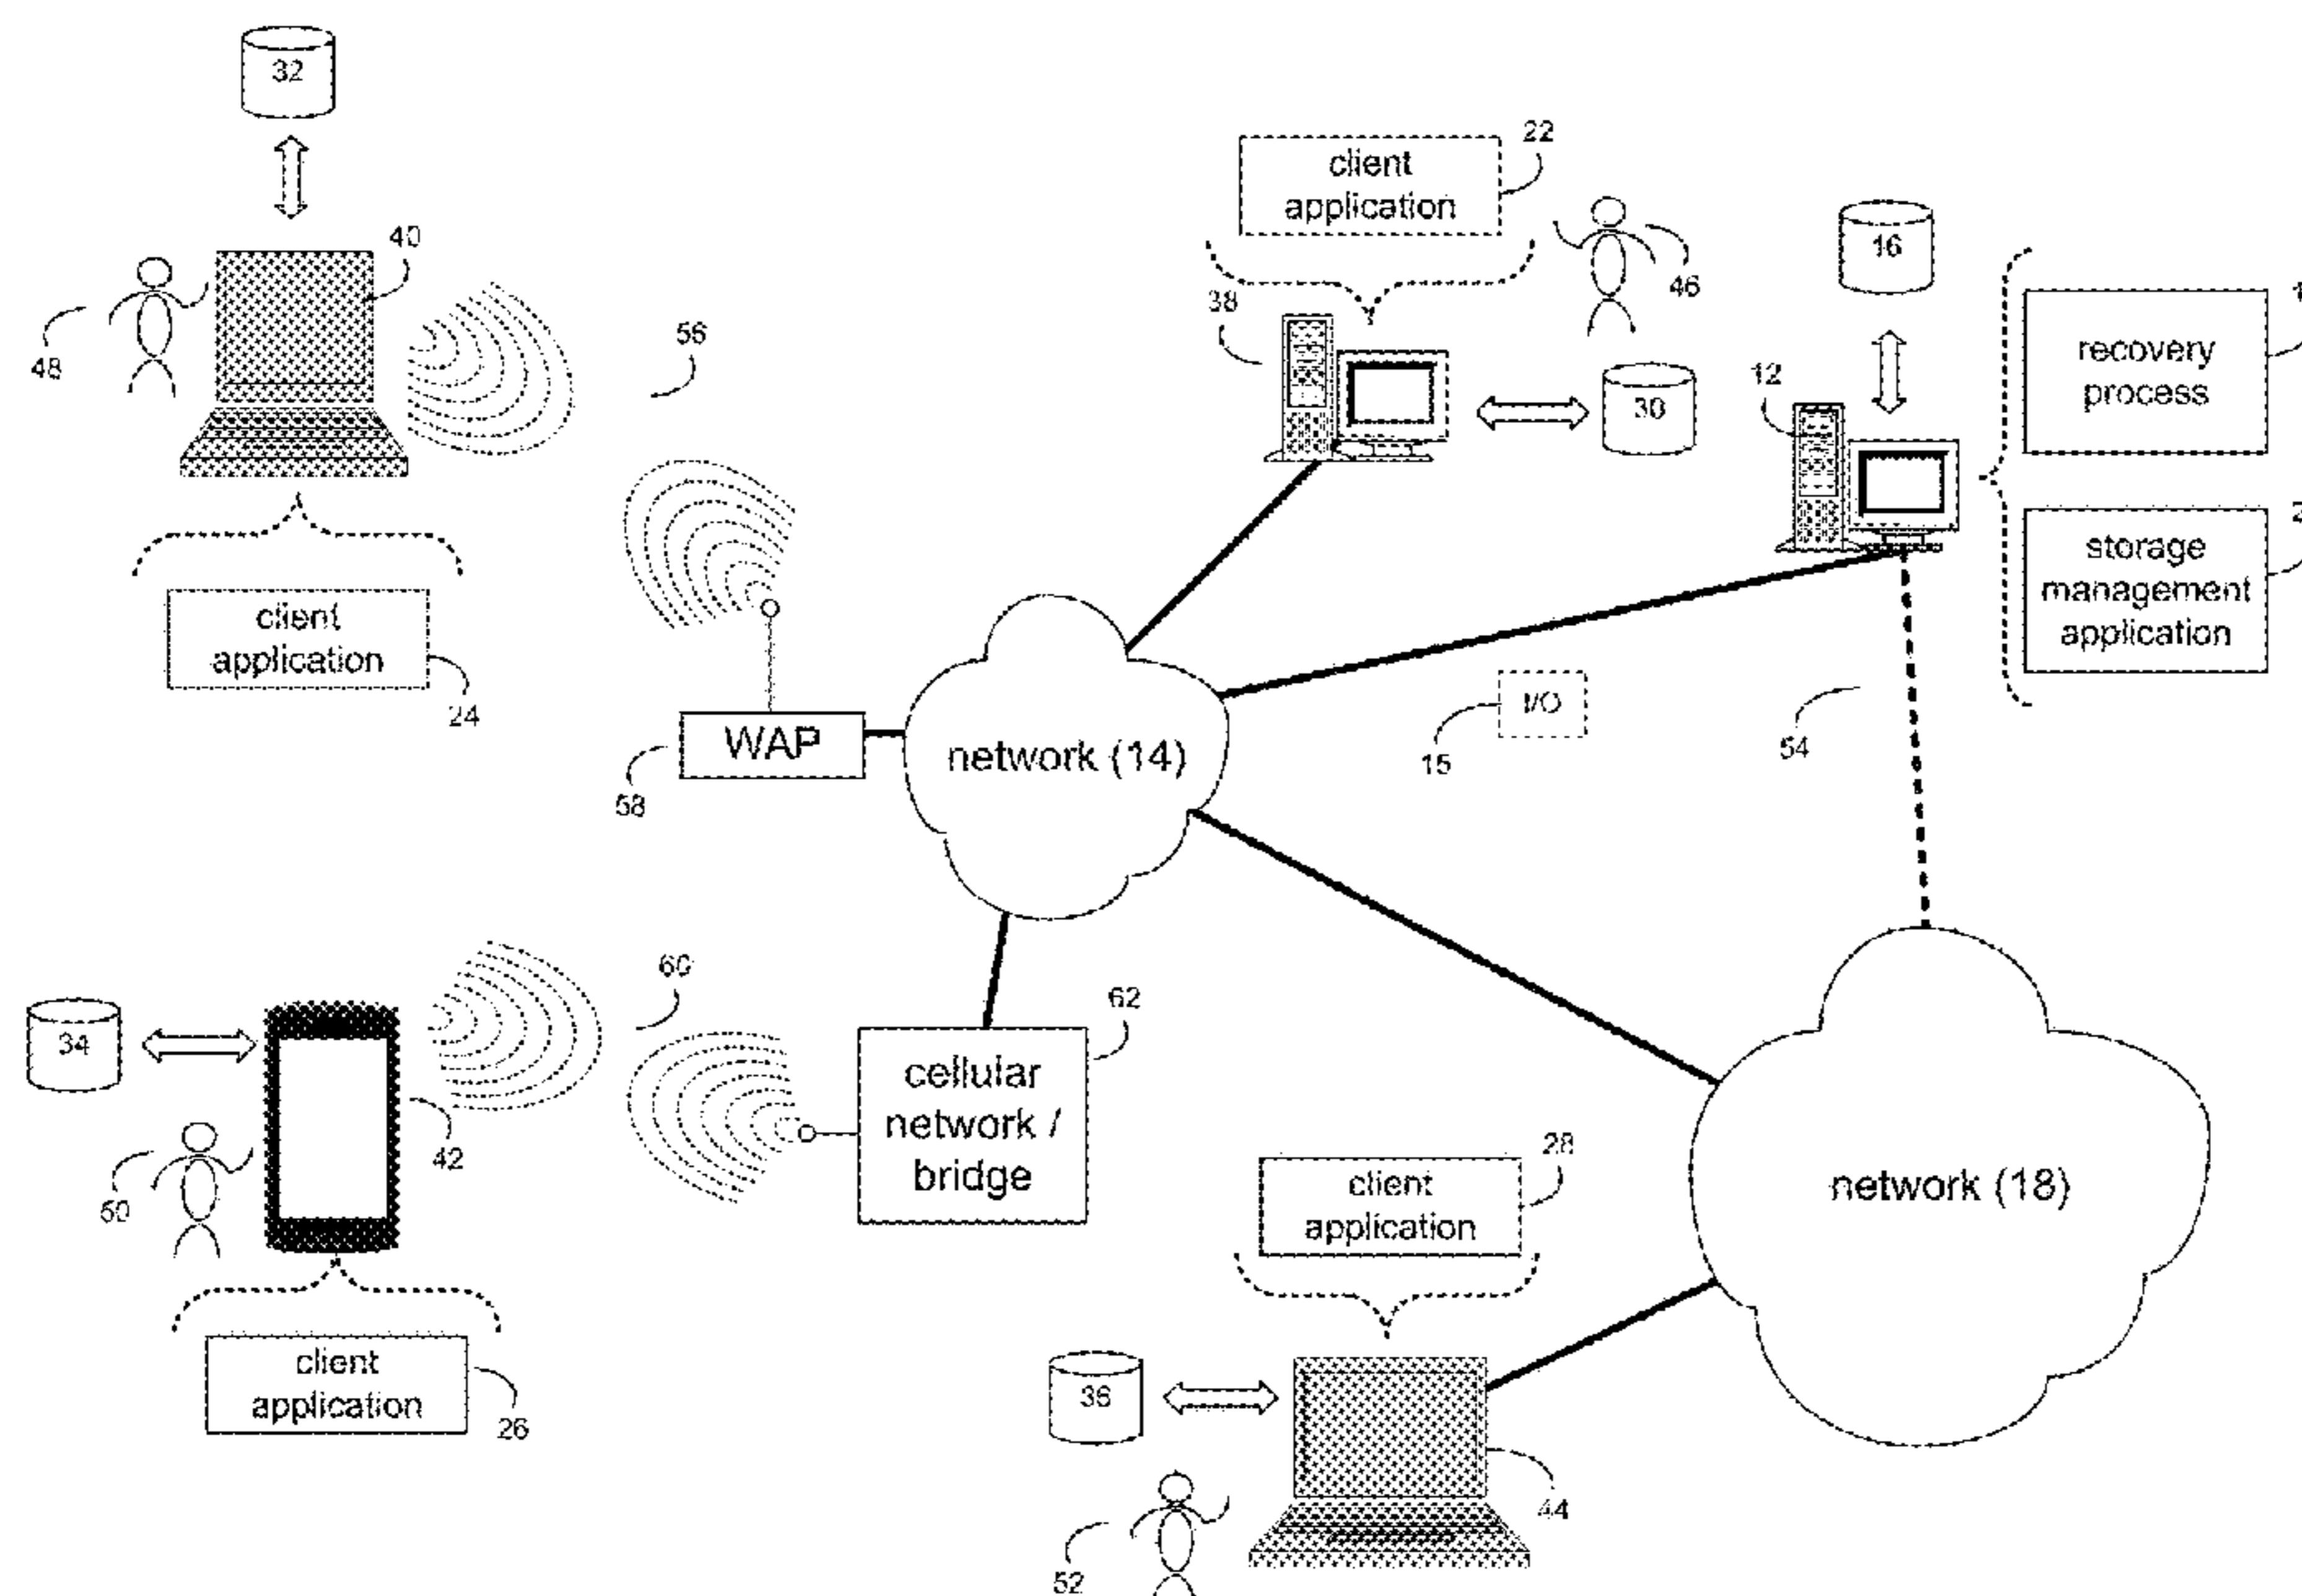 32
22
client
application
16
40
38
46
recovery
process
48
56
12
30
storage
management
application
client
application
24
I/O
WAP
network (14)
15
54
58
60
62
34
cellular
network /
bridge
42
28
client
application
network (18)
50
client
application
26
36
44
52